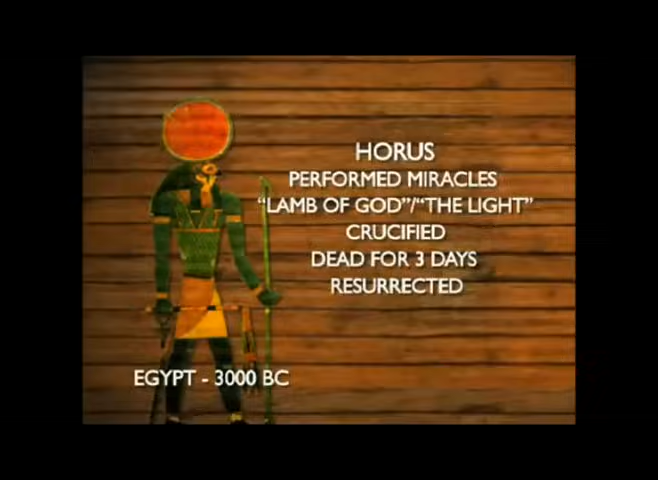 HORUS
PERFORMED MIRACLES
“LAMB OF GOD”/“THE LIGHT”
CRUCIFIED
DEAD FOR 3 DAYS
RESURRECTED
EGYPT - 3000 BC